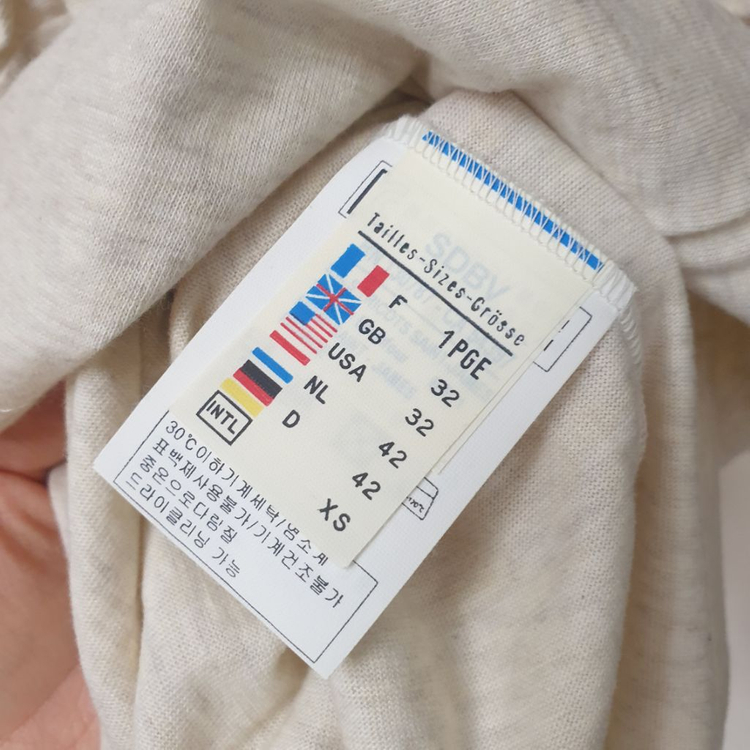 Tailles-Sizes-Grösse
F 1PGE
GB 32
USA 32
NL 42
D 42
INTL XS
30℃이하기계세탁/염소계
표백제사용불가/기계건조불가
중온으로다림질
드라이클리닝 가능